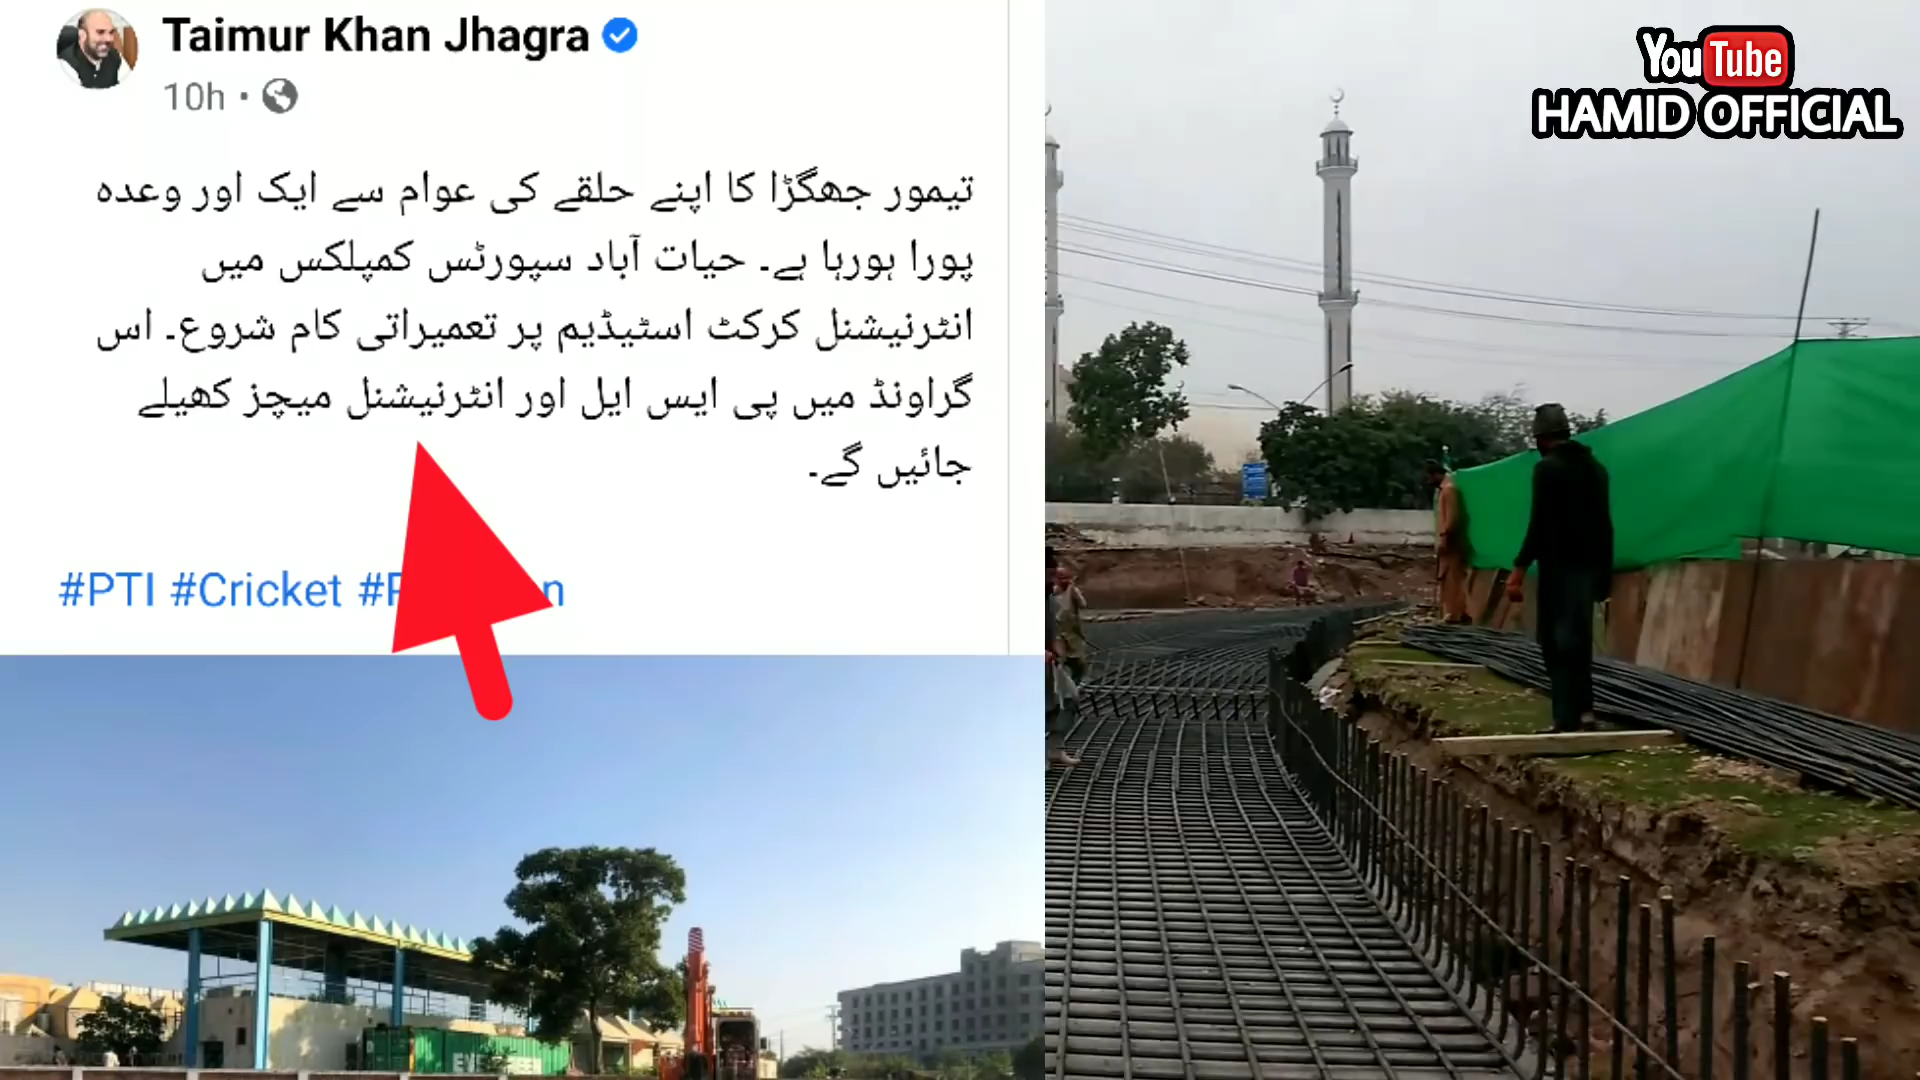 Taimur Khan Jhagra
10h
تیمور جھگڑا کا اپنے حلقے کی عوام سے ایک اور وعدہ
پورا ہورہا ہے۔ حیات آباد سپورٹس کمپلکس میں
انٹرنیشنل کرکٹ اسٹیڈیم پر تعمیراتی کام شروع۔ اس
گراونڈ میں پی ایس ایل اور انٹرنیشنل میچز کھیلے
جائیں گے۔
#PTI #Cricket
YouTube
HAMID OFFICIAL